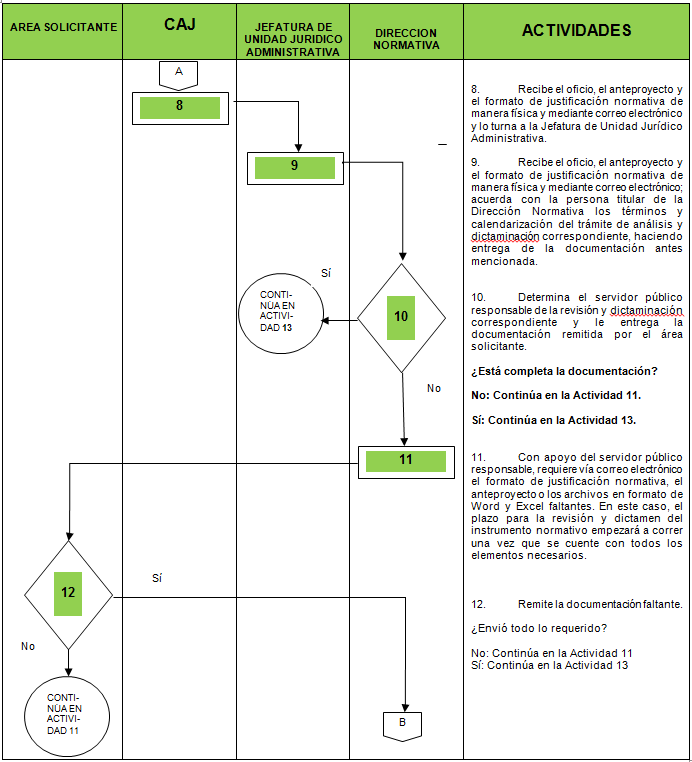 AREA SOLICITANTE
CAJ
JEFATURA DE
UNIDAD JURIDICO
ADMINISTRATIVA
DIRECCION
NORMATIVA
ACTIVIDADES
A
8
9
Sí
CONTI-
NÚA EN
ACTIVI-
DAD 13
10
No
11
12
Sí
No
CONTI-
NÚA EN
ACTIVI-
DAD 11
B
8. Recibe el oficio, el anteproyecto y
el formato de justificación normativa de
manera física y mediante correo electrónico
y lo turna a la Jefatura de Unidad Jurídico
Administrativa.
9. Recibe el oficio, el anteproyecto y
el formato de justificación normativa de
manera física y mediante correo electrónico;
acuerda con la persona titular de la
Dirección Normativa los términos y
calendarización del trámite de análisis y
dictaminación correspondiente, haciendo
entrega de la documentación antes
mencionada.
10. Determina el servidor público
responsable de la revisión y dictaminación
correspondiente y le entrega la
documentación remitida por el área
solicitante.
¿Está completa la documentación?
No: Continúa en la Actividad 11.
Sí: Continúa en la Actividad 13.
11. Con apoyo del servidor público
responsable, requiere vía correo electrónico
el formato de justificación normativa, el
anteproyecto o los archivos en formato de
Word y Excel faltantes. En este caso, el
plazo para la revisión y dictamen del
instrumento normativo empezará a correr
una vez que se cuente con todos los
elementos necesarios.
12. Remite la documentación faltante.
¿Envió todo lo requerido?
No: Continúa en la Actividad 11
Sí: Continúa en la Actividad 13